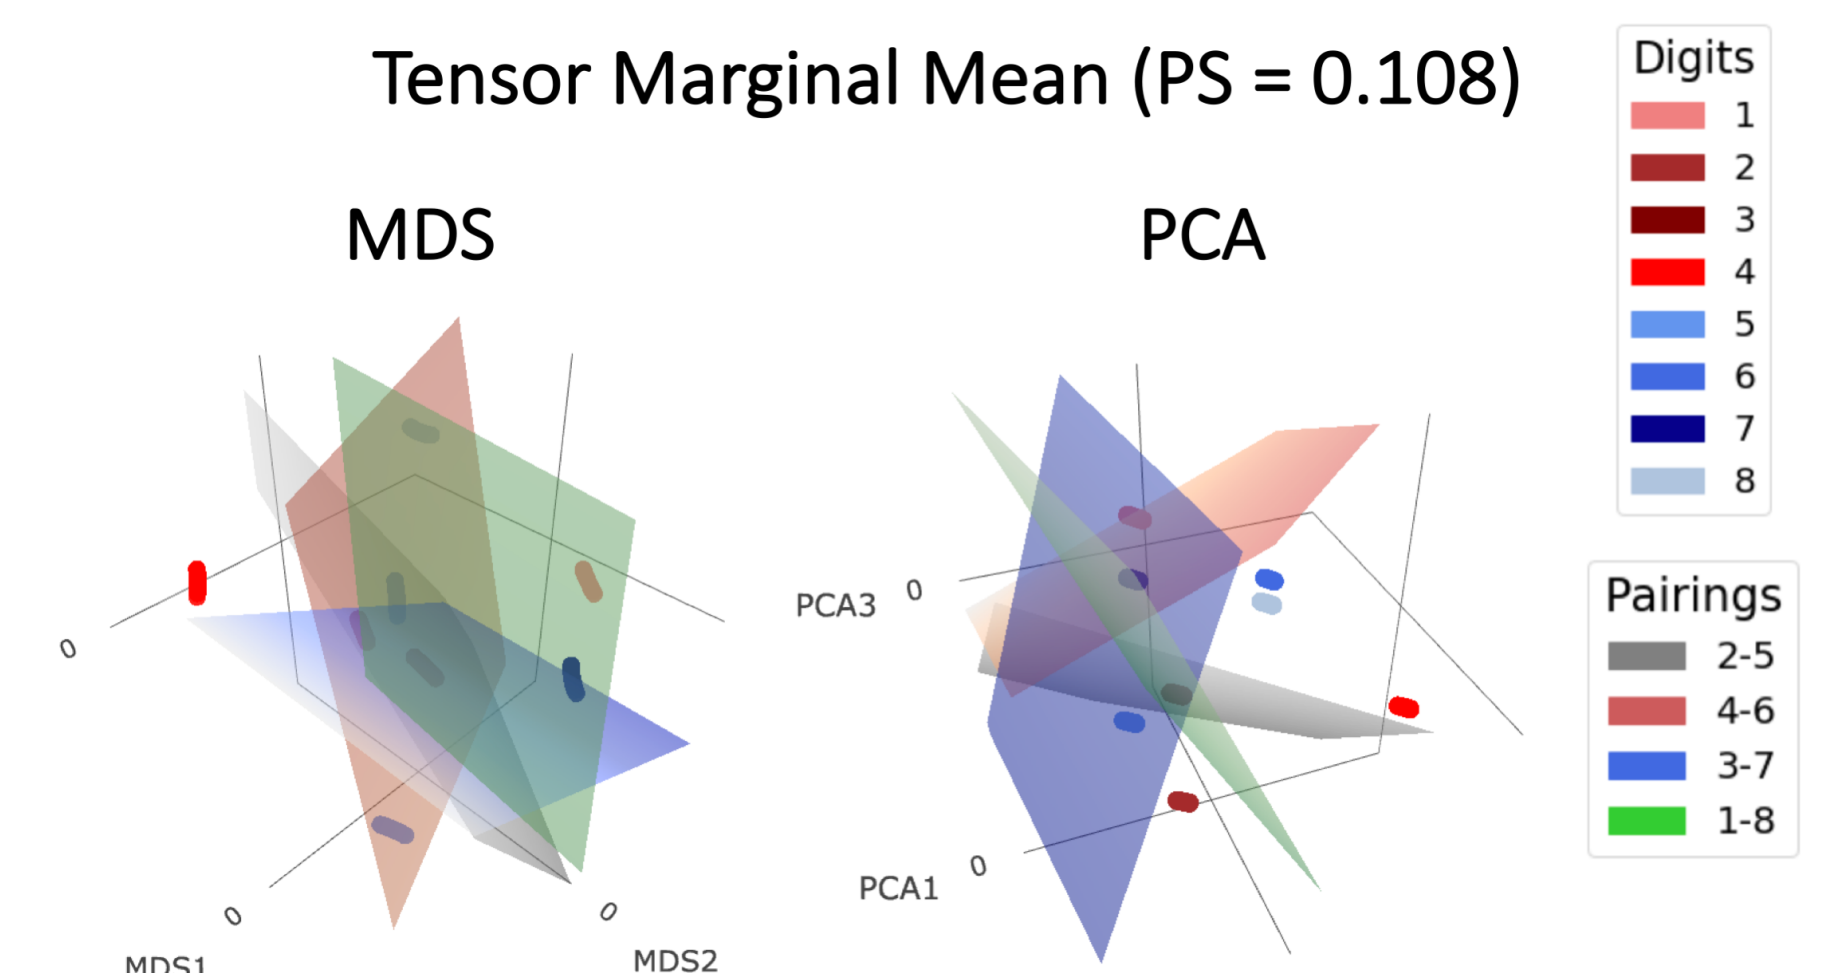 Tensor Marginal Mean (PS = 0.108)
MDS
PCA
0
0
0
MDS1
MDS2
PCA3
0
PCA1
0
Digits
1
2
3
4
5
6
7
8
Pairings
2-5
4-6
3-7
1-8